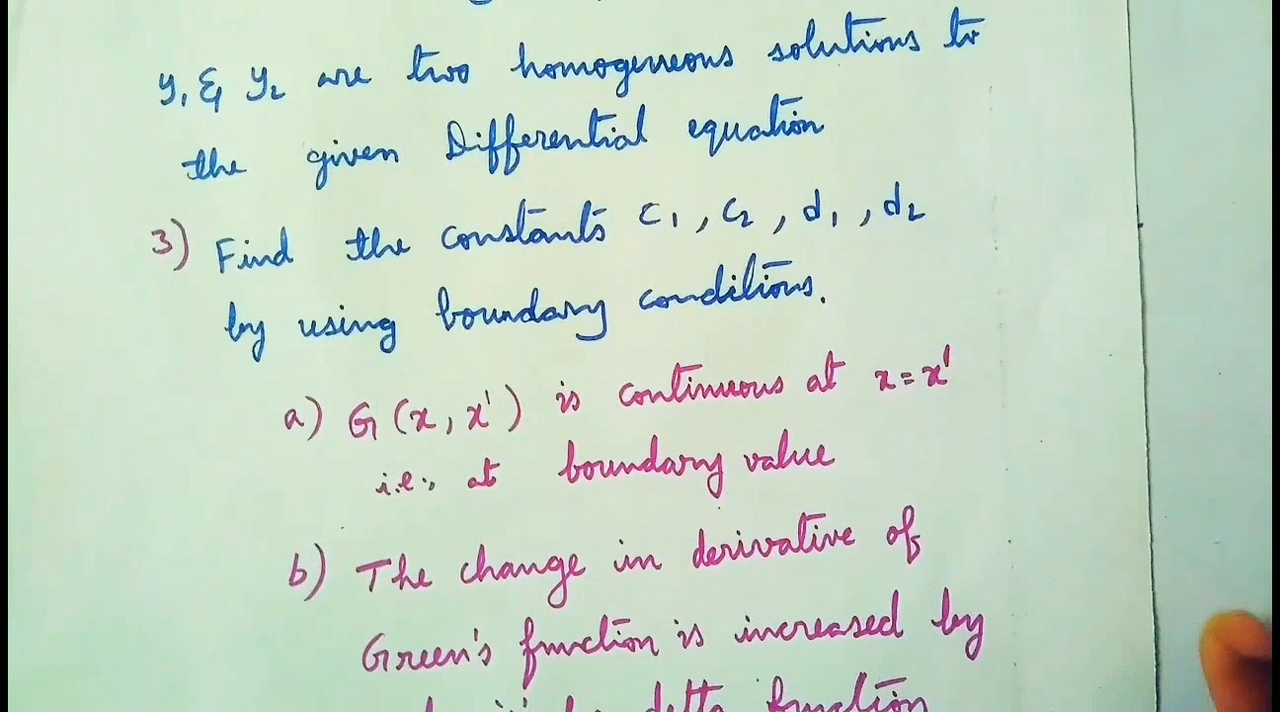 y₁ & y₂ are two homogeneous solutions to
the given Differential equation
3) Find the constants c₁, c₂, d₁, d₂
by using boundary conditions.
a) G(x, x') is continuous at x = x'
i.e., at boundary value
b) The change in derivative of
Green's function is increased by
delta function